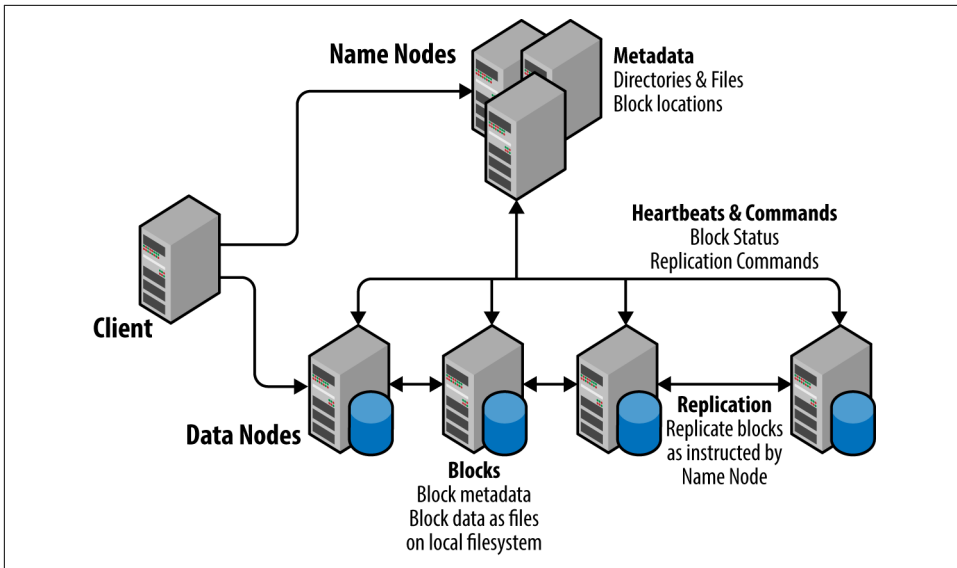 Name Nodes
Metadata
Directories & Files
Block locations
Heartbeats & Commands
Block Status
Replication Commands
Client
Data Nodes
Replication
Replicate blocks
as instructed by
Name Node
Blocks
Block metadata
Block data as files
on local filesystem